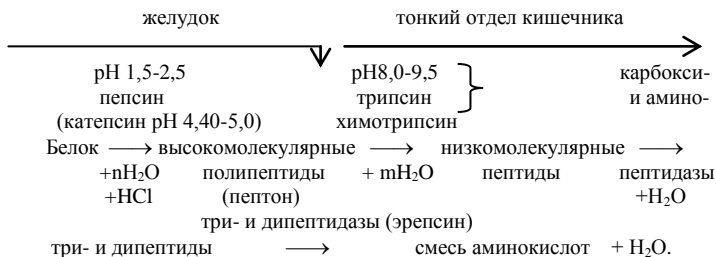 желудок тонкий отдел кишечника
pH 1,5-2,5 pH8,0-9,5 карбокси-
пепсин трипсин и амино-
(катепсин pH 4,40-5,0) химотрипсин
Белок ⟶ высокомолекулярные ⟶ низкомолекулярные ⟶
+nH₂O полипептиды + mH₂O пептиды пептидазы
+HCl (пептон) +H₂O
три- и дипептидазы (эрепсин)
три- и дипептиды ⟶ смесь аминокислот + H₂O.